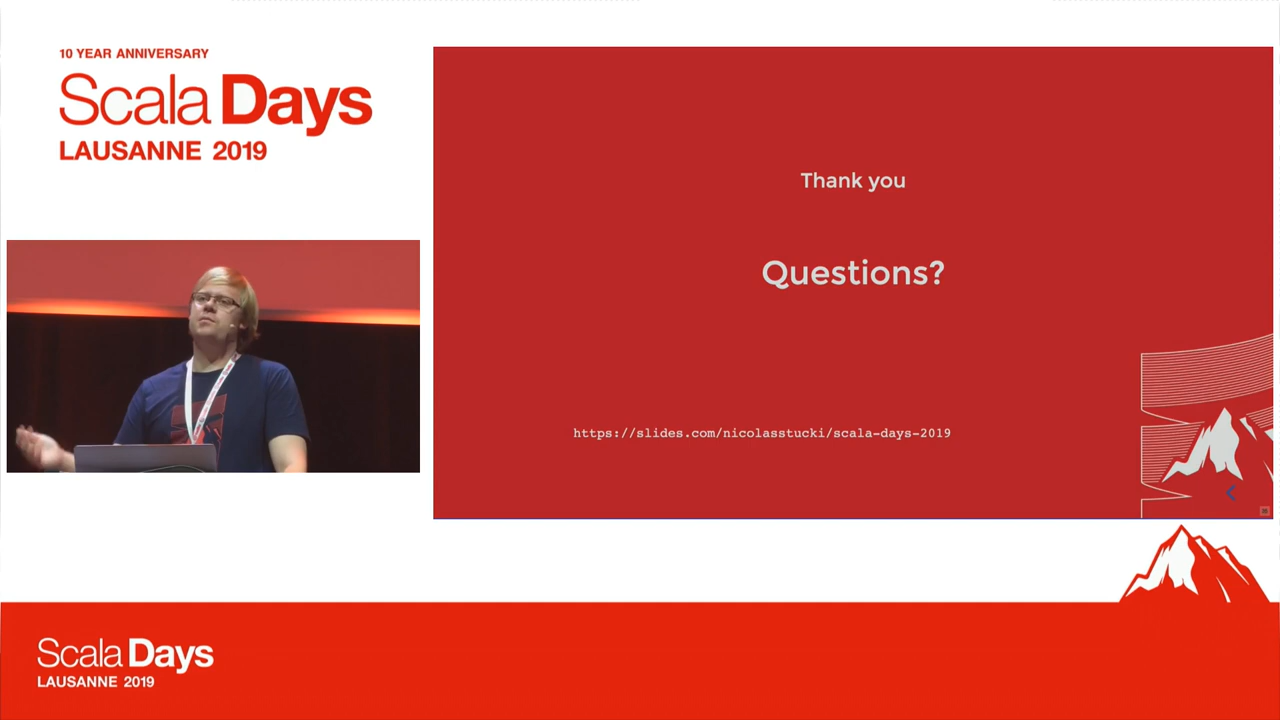 10 YEAR ANNIVERSARY
Scala Days
LAUSANNE 2019
Thank you
Questions?
https://slides.com/nicolasstucki/scala-days-2019
Scala Days
LAUSANNE 2019